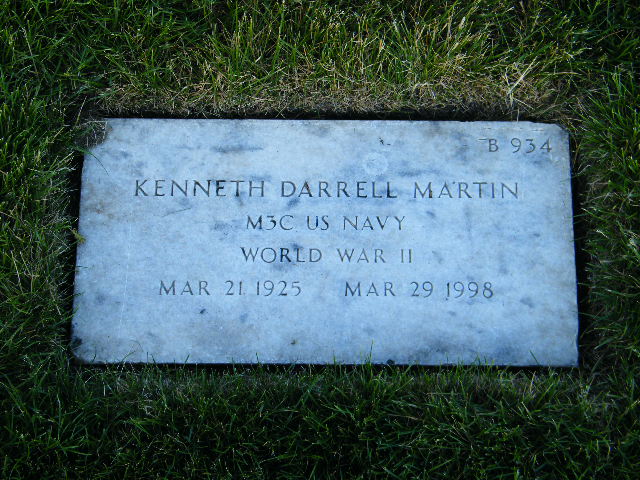 B 934
KENNETH DARRELL MARTIN
M3C US NAVY
WORLD WAR II
MAR 21 1925 MAR 29 1998